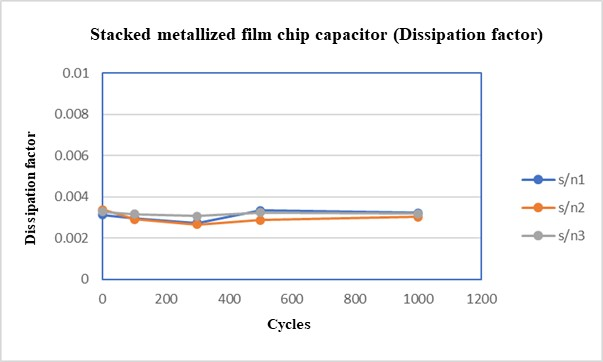 Stacked metallized film chip capacitor (Dissipation factor)
0.01
0.008
0.006
0.004
0.002
0
Dissipation factor
0 200 400 600 800 1000 1200
Cycles
s/n1
s/n2
s/n3